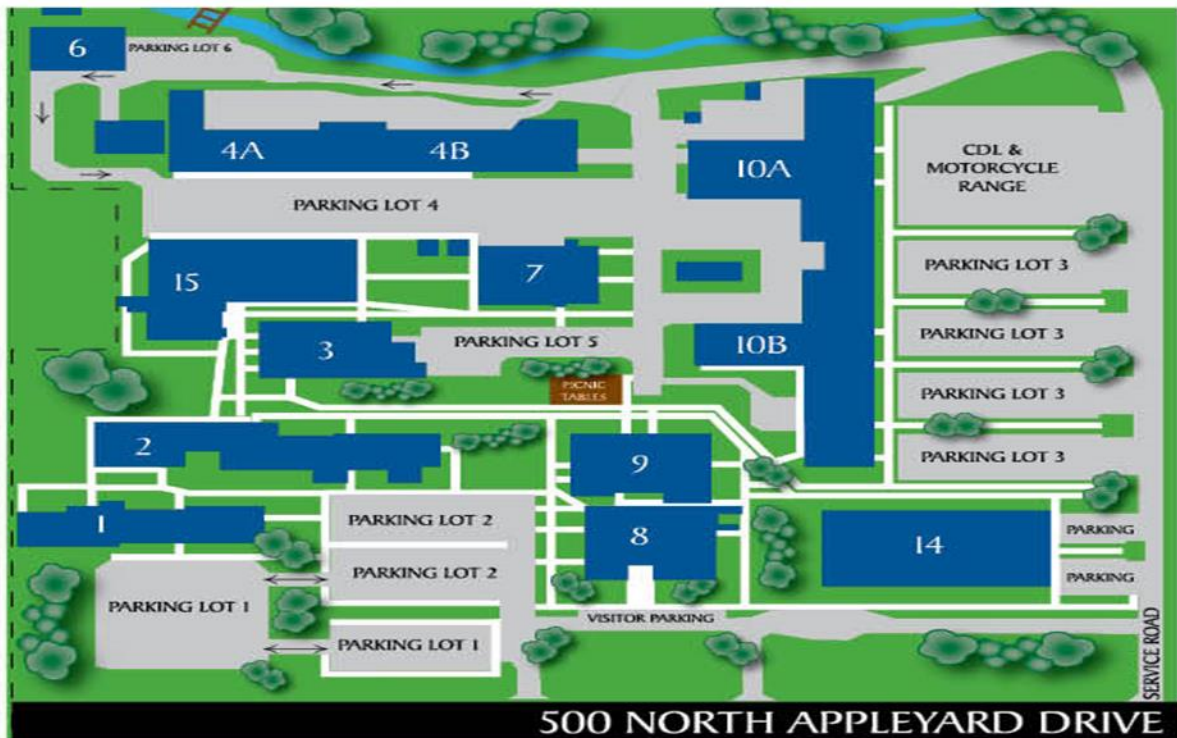 6
PARKING LOT 6
4A
4B
10A
CDL &
MOTORCYCLE
RANGE
PARKING LOT 4
15
7
PARKING LOT 3
3
PARKING LOT 5
10B
PARKING LOT 3
PICNIC
TABLES
PARKING LOT 3
2
9
PARKING LOT 3
1
PARKING LOT 2
8
14
PARKING
PARKING LOT 2
PARKING
PARKING LOT 1
VISITOR PARKING
PARKING LOT 1
SERVICE ROAD
500 NORTH APPLEYARD DRIVE